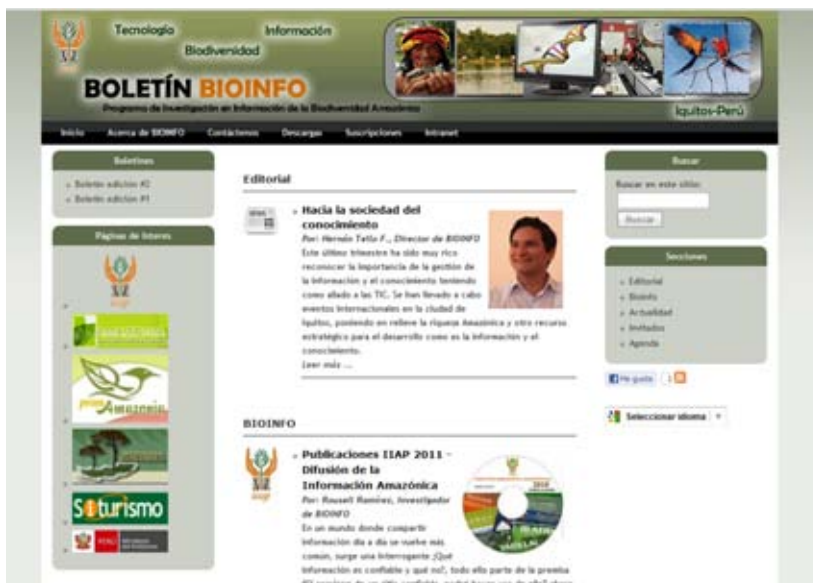 Tecnología
Información
Biodiversidad
BOLETÍN BIOINFO
Programa de Investigación en Información de la Biodiversidad Amazónica
Iquitos-Perú
Inicio Acerca de BIOINFO Contáctenos Descargas Suscripciones Intranet
Boletines
Boletín edición #2
Boletín edición #1
Páginas de Interes
iiap
Amazonía
Siturismo
PERÚ
Editorial
Hacia la sociedad del
conocimiento
Por: Hernán Tello F., Director de BIOINFO
Este último trimestre ha sido muy rico
reconocer la importancia de la gestión de
la información y el conocimiento teniendo
como aliado a las TIC. Se han llevado a cabo
eventos internacionales en la ciudad de
Iquitos, poniendo en relieve la riqueza Amazónica y otro recurso
estratégico para el desarrollo como es la información y el
conocimiento.
Leer más ...
BIOINFO
iiap
Publicaciones IIAP 2011 -
Difusión de la
Información Amazónica
Por: Rousell Ramírez, Investigador
de BIOINFO
En un mundo donde compartir
información día a día se vuelve más
común, surge una interrogante ¿Qué
información es confiable y qué no?, todo ello parte de la premisa
Buscar
Buscar en este sitio:
Buscar
Secciones
Editorial
Bioinfo
Actualidad
Invitados
Agenda
Me gusta
Seleccionar idioma